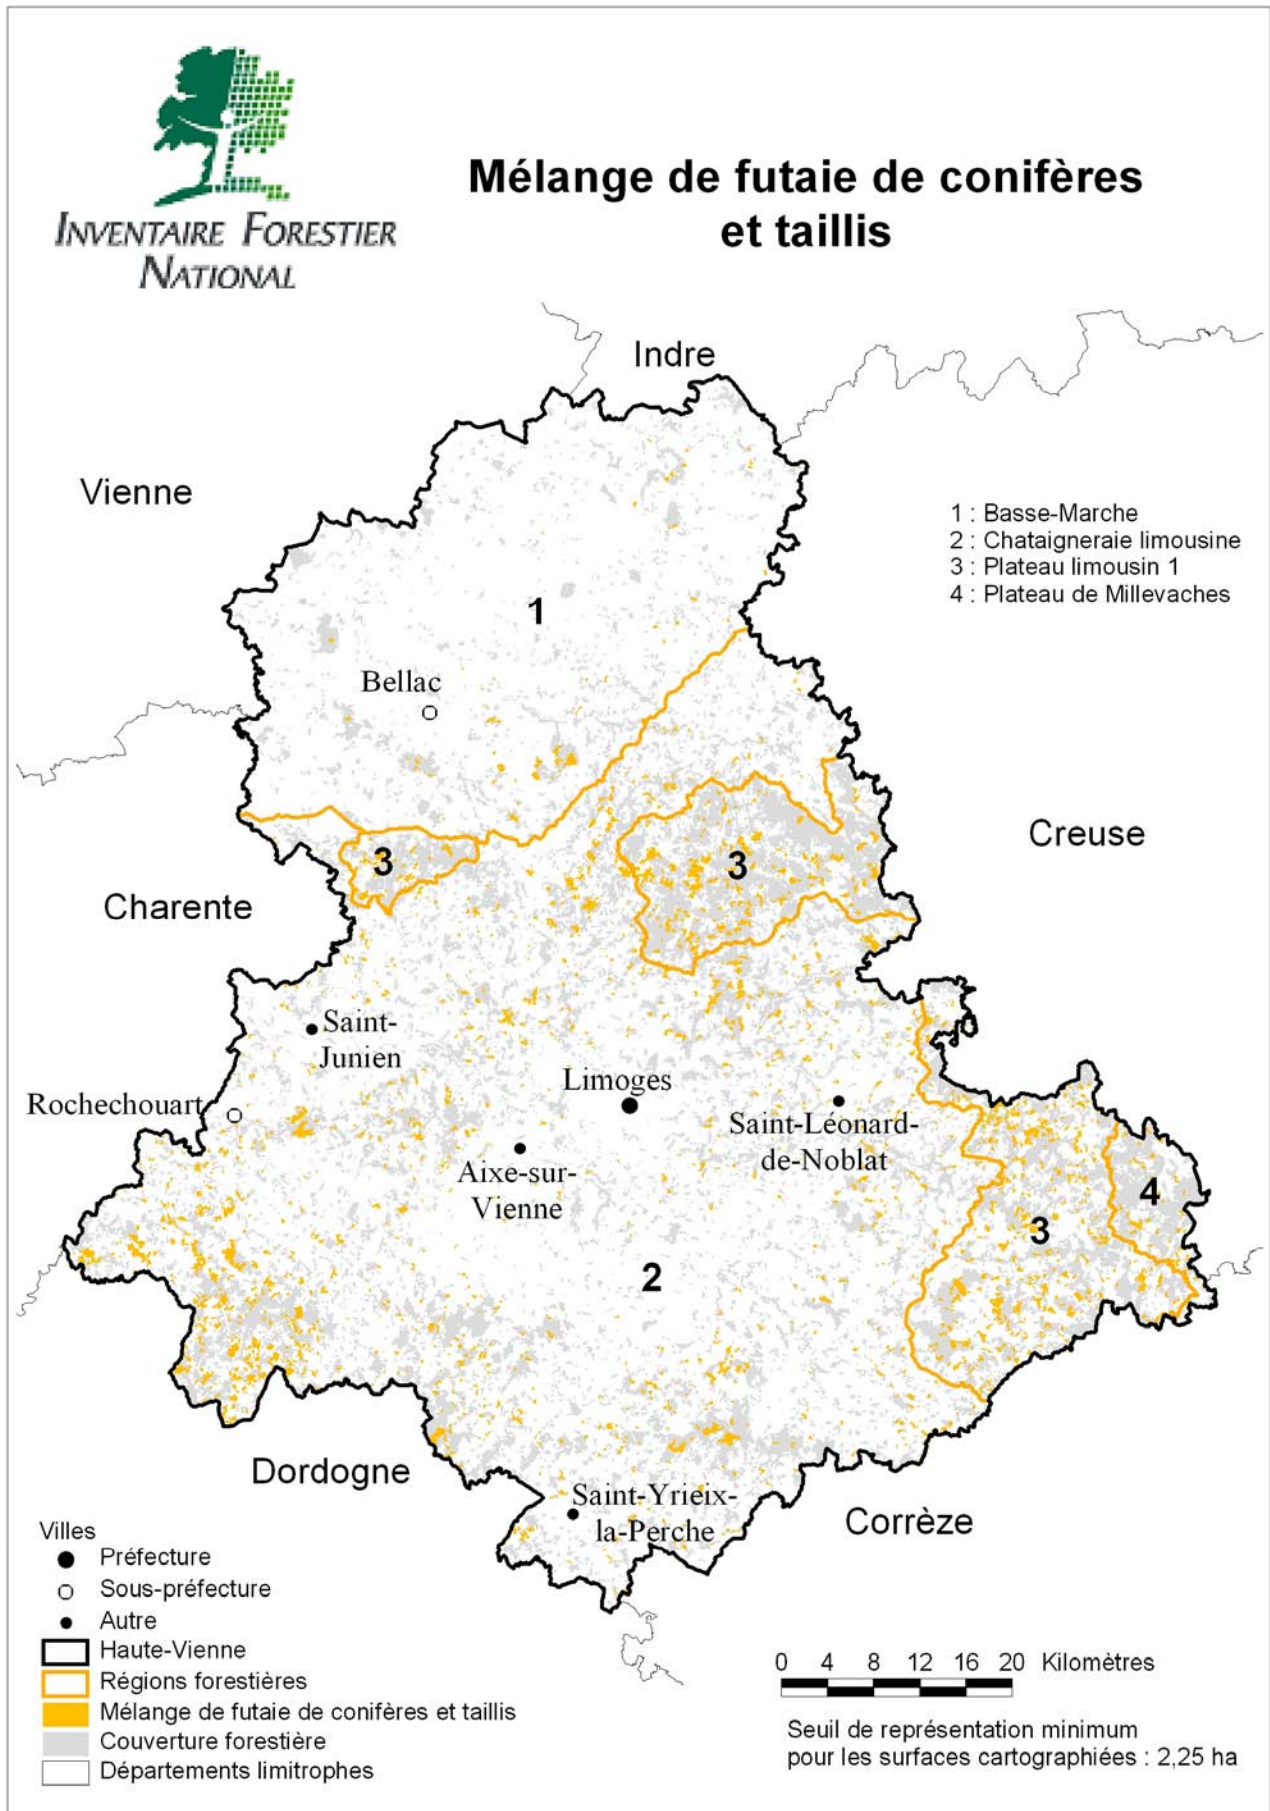 INVENTAIRE FORESTIER
NATIONAL
Mélange de futaie de conifères
et taillis
Indre
Vienne
1 : Basse-Marche
2 : Chataigneraie limousine
3 : Plateau limousin 1
4 : Plateau de Millevaches
1
Bellac
Creuse
3
3
Charente
Saint-
Junien
Limoges
Rochechouart
Saint-Léonard-
de-Noblat
Aixe-sur-
Vienne
4
3
2
Dordogne
Saint-Yrieix-
la-Perche
Corrèze
Villes
Préfecture
Sous-préfecture
Autre
Haute-Vienne
Régions forestières
Mélange de futaie de conifères et taillis
Couverture forestière
Départements limitrophes
0 4 8 12 16 20 Kilomètres
Seuil de représentation minimum
pour les surfaces cartographiées : 2,25 ha